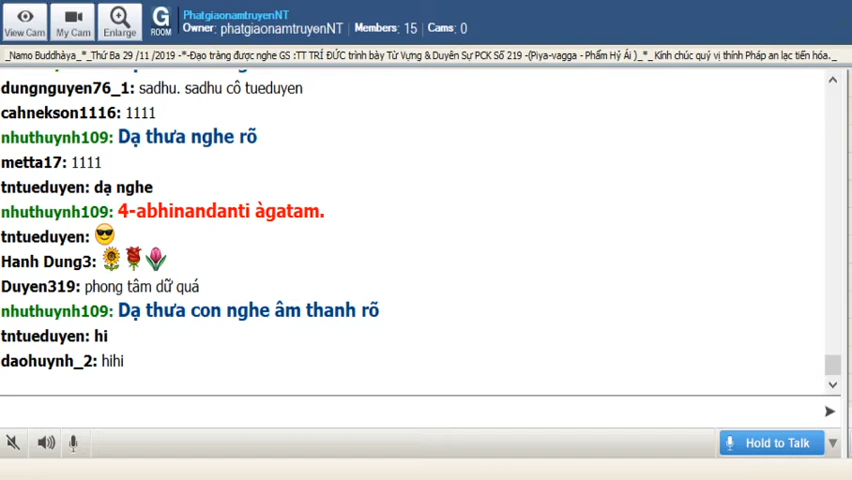 View Cam
My Cam
Enlarge
G
ROOM
PhatgiaonamtruyenNT
Owner: phatgiaonamtruyenNT Members: 15 Cams: 0
_Namo Buddhàya_*_Thứ Ba 29 /11 /2019 -*-Đạo tràng được nghe GS :TT TRÍ ĐỨC trình bày Từ Vựng & Duyên Sự PCK Số 219 -(Piya-vagga - Phẩm Hỷ Ái )_*_ Kính chúc quý vị thính Pháp an lạc tiến hóa._
dungnguyen76_1: sadhu. sadhu cô tueduyen
cahnekson1116: 1111
nhuthuynh109: Dạ thưa nghe rõ
metta17: 1111
tntueduyen: dạ nghe
nhuthuynh109: 4-abhinandanti àgatam.
tntueduyen:
Hanh Dung3:
Duyen319: phong tâm dữ quá
nhuthuynh109: Dạ thưa con nghe âm thanh rõ
tntueduyen: hi
daohuynh_2: hihi
Hold to Talk